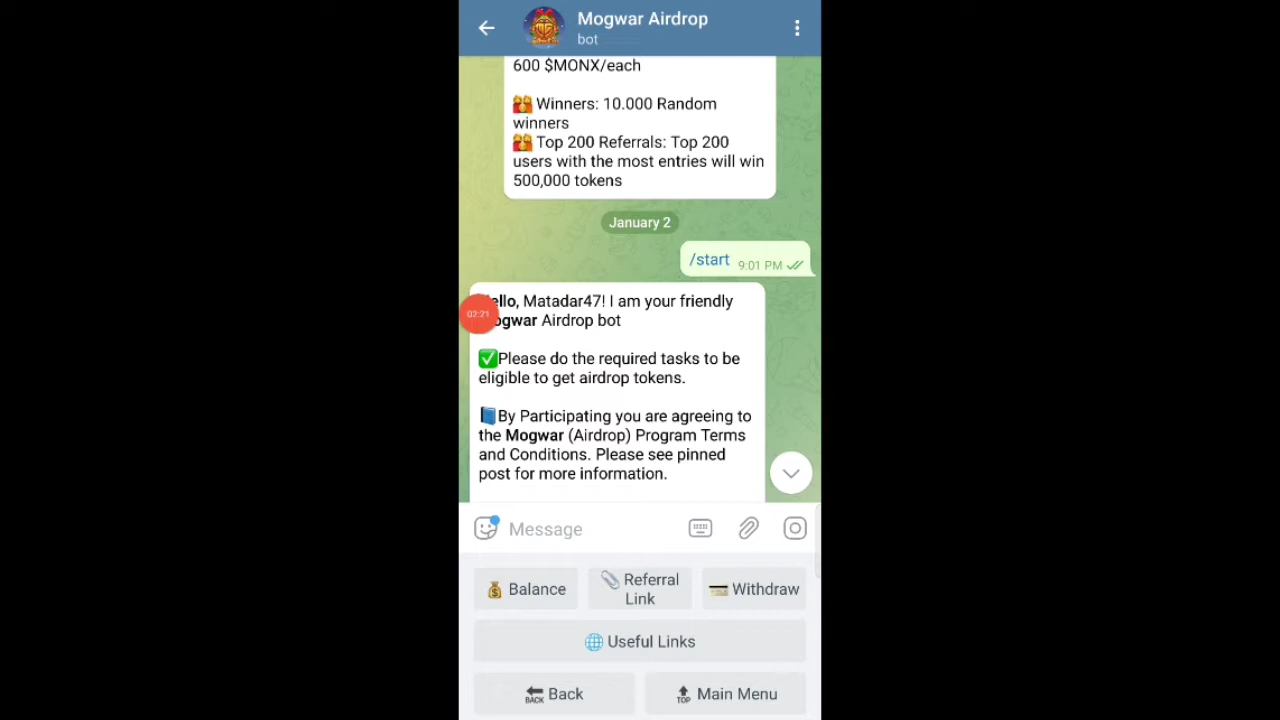 Mogwar Airdrop
bot
600 $MONX/each
Winners: 10.000 Random
winners
Top 200 Referrals: Top 200
users with the most entries will win
500,000 tokens
January 2
/start 9:01 PM
ello, Matadar47! I am your friendly
02:21
ogwar Airdrop bot
Please do the required tasks to be
eligible to get airdrop tokens.
By Participating you are agreeing to
the Mogwar (Airdrop) Program Terms
and Conditions. Please see pinned
post for more information.
Message
Balance
Referral
Link
Withdraw
Useful Links
BACK Back
TOP Main Menu